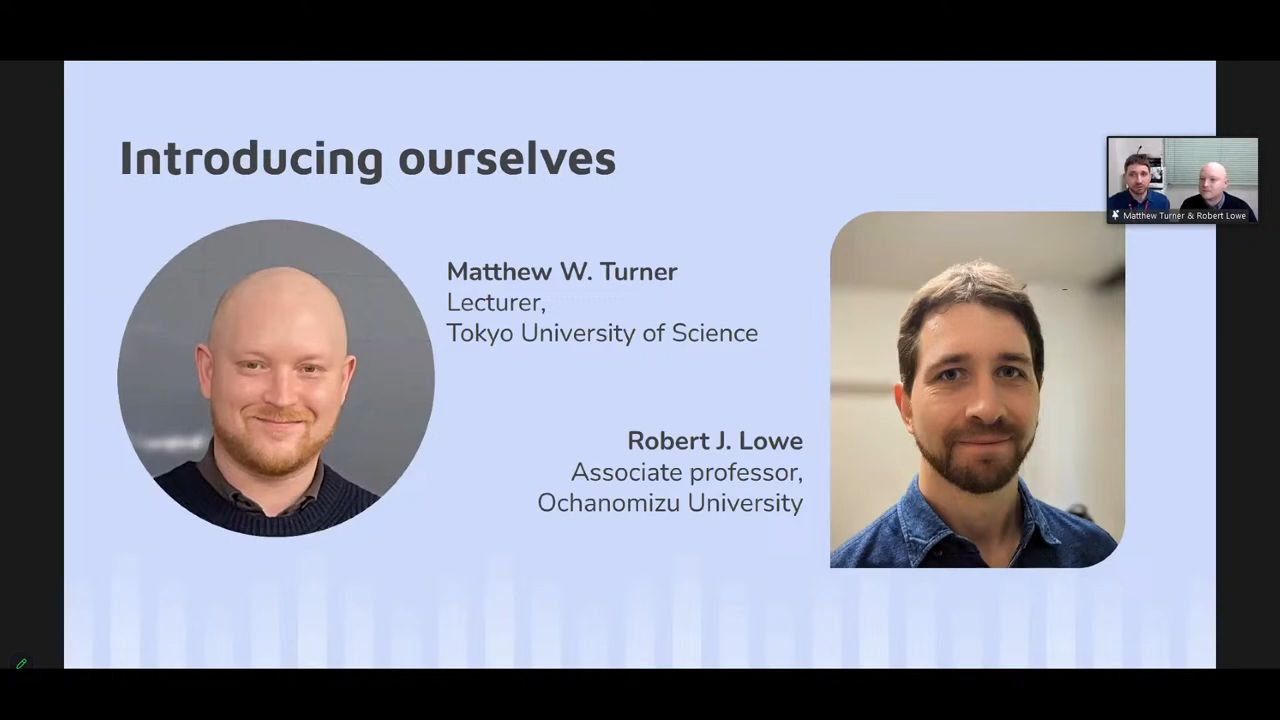 Introducing ourselves
Matthew Turner & Robert Lowe
Matthew W. Turner
Lecturer,
Tokyo University of Science
Robert J. Lowe
Associate professor,
Ochanomizu University